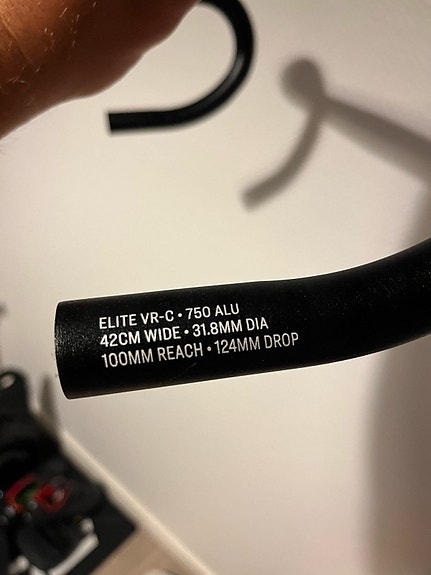 ELITE VR-C • 750 ALU
42CM WIDE • 31.8MM DIA
100MM REACH • 124MM DROP